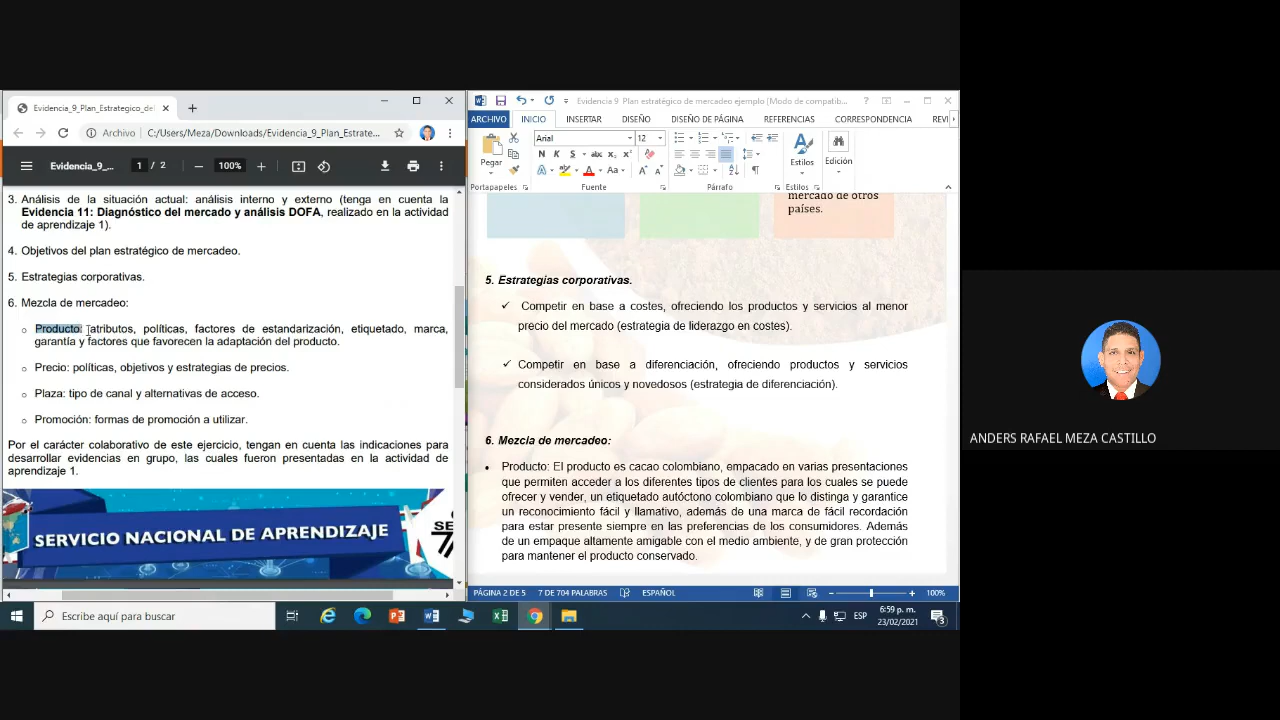 Evidencia_9_Plan_Estrategico_del
Archivo
C:/Users/Meza/Downloads/Evidencia_9_Plan_Estrate...
Evidencia_9_...
1 / 2
100%
3. Análisis de la situación actual: análisis interno y externo (tenga en cuenta la
Evidencia 11: Diagnóstico del mercado y análisis DOFA, realizado en la actividad
de aprendizaje 1).
4. Objetivos del plan estratégico de mercadeo.
5. Estrategias corporativas.
6. Mezcla de mercadeo:
Producto: atributos, políticas, factores de estandarización, etiquetado, marca,
garantía y factores que favorecen la adaptación del producto.
Precio: políticas, objetivos y estrategias de precios.
Plaza: tipo de canal y alternativas de acceso.
Promoción: formas de promoción a utilizar.
Por el carácter colaborativo de este ejercicio, tengan en cuenta las indicaciones para
desarrollar evidencias en grupo, las cuales fueron presentadas en la actividad de
aprendizaje 1.
SERVICIO NACIONAL DE APRENDIZAJE
Evidencia 9 Plan estratégico de mercadeo ejemplo [Modo de compatib...
ARCHIVO INICIO INSERTAR DISEÑO DISEÑO DE PÁGINA REFERENCIAS CORRESPONDENCIA REVI
Arial 12
Pegar
Estilos
Edición
Portapapeles Fuente Párrafo Estilos
mercado de otros
países.
5. Estrategias corporativas.
Competir en base a costes, ofreciendo los productos y servicios al menor
precio del mercado (estrategia de liderazgo en costes).
Competir en base a diferenciación, ofreciendo productos y servicios
considerados únicos y novedosos (estrategia de diferenciación).
6. Mezcla de mercadeo:
Producto: El producto es cacao colombiano, empacado en varias presentaciones
que permiten acceder a los diferentes tipos de clientes para los cuales se puede
ofrecer y vender, un etiquetado autóctono colombiano que lo distinga y garantice
un reconocimiento fácil y llamativo, además de una marca de fácil recordación
para estar presente siempre en las preferencias de los consumidores. Además
de un empaque altamente amigable con el medio ambiente, y de gran protección
para mantener el producto conservado.
PÁGINA 2 DE 5 7 DE 704 PALABRAS ESPAÑOL 100%
Escribe aquí para buscar
ESP
6:59 p. m.
23/02/2021
3
ANDERS RAFAEL MEZA CASTILLO